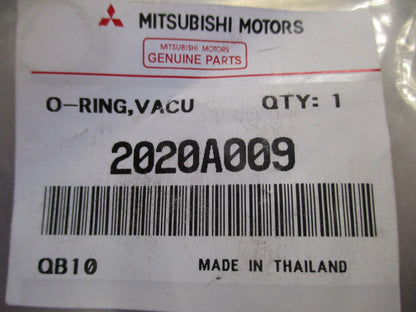 MITSUBISHI MOTORS
MITSUBISHI MOTORS
GENUINE PARTS
O-RING,VACU QTY: 1
2020A009
QB10 MADE IN THAILAND